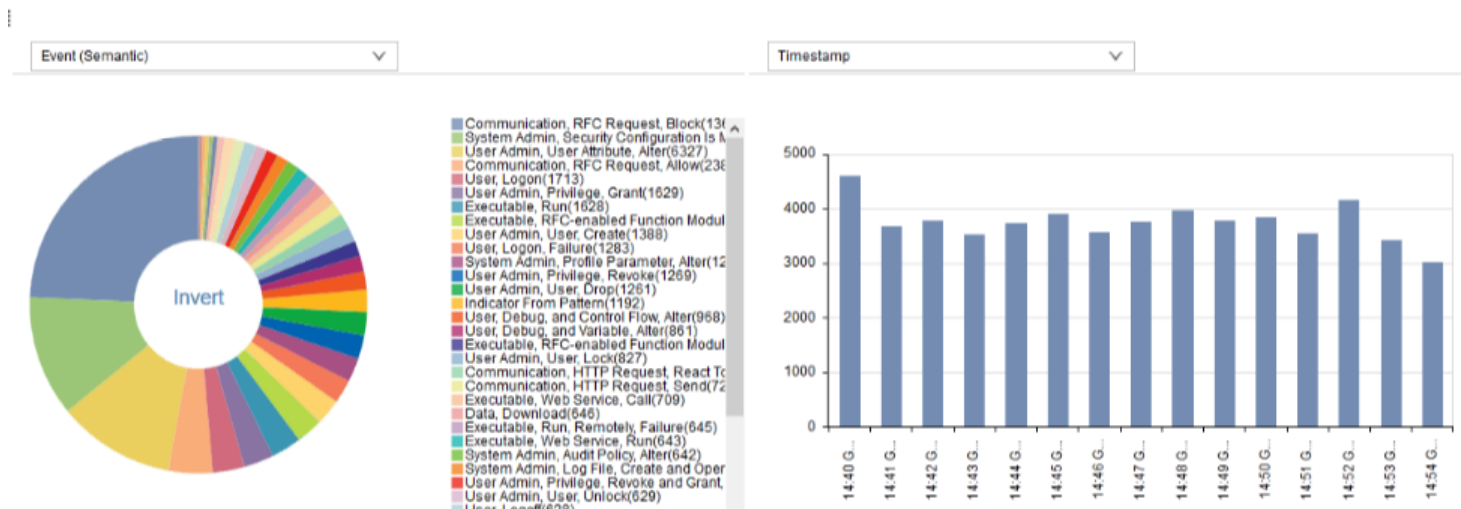 Event (Semantic)
Timestamp
Invert
Communication, RFC Request, Block(13
System Admin, Security Configuration Is
User Admin, User Attribute, Alter(6327)
Communication, RFC Request, Allow(238
User, Logon(1713)
User Admin, Privilege, Grant(1629)
Executable, Run(1628)
Executable, RFC-enabled Function Modul
User Admin, User, Create(1388)
User, Logon, Failure(1283)
System Admin, Profile Parameter, Alter(12
User Admin, Privilege, Revoke(1269)
User Admin, User, Drop(1261)
Indicator From Pattern(1192)
User, Debug, and Control Flow, Alter(968)
User, Debug, and Variable, Alter(861)
Executable, RFC-enabled Function Modul
User Admin, User, Lock(827)
Communication, HTTP Request, React To
Communication, HTTP Request, Send(72
Executable, Web Service, Call(709)
Data, Download(646)
Executable, Run, Remotely, Failure(645)
Executable, Web Service, Run(643)
System Admin, Audit Policy, Alter(642)
System Admin, Log File, Create and Oper
User Admin, Privilege, Revoke and Grant,
User Admin, User, Unlock(629)
User, Logoff(628)
5000
4000
3000
2000
1000
0
14:40 G...
14:41 G...
14:42 G...
14:43 G...
14:44 G...
14:45 G...
14:46 G...
14:47 G...
14:48 G...
14:49 G...
14:50 G...
14:51 G...
14:52 G...
14:53 G...
14:54 G...